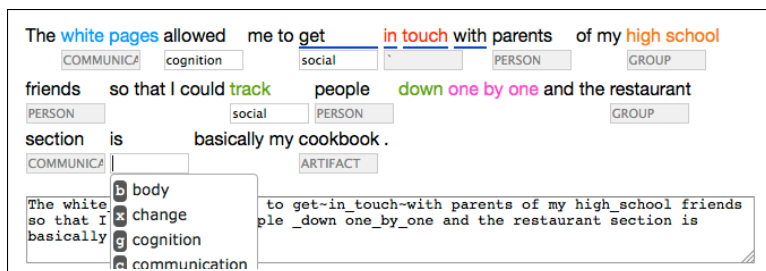 The white pages allowed me to get in touch with parents of my high school
COMMUNICA cognition social ` PERSON GROUP
friends so that I could track people down one by one and the restaurant
PERSON social PERSON GROUP
section is basically my cookbook .
COMMUNICA ARTIFACT
b body
x change
g cognition
c communication
The white to get~in_touch~with parents of my high_school friends
so that I ple _down one_by_one and the restaurant section is
basically